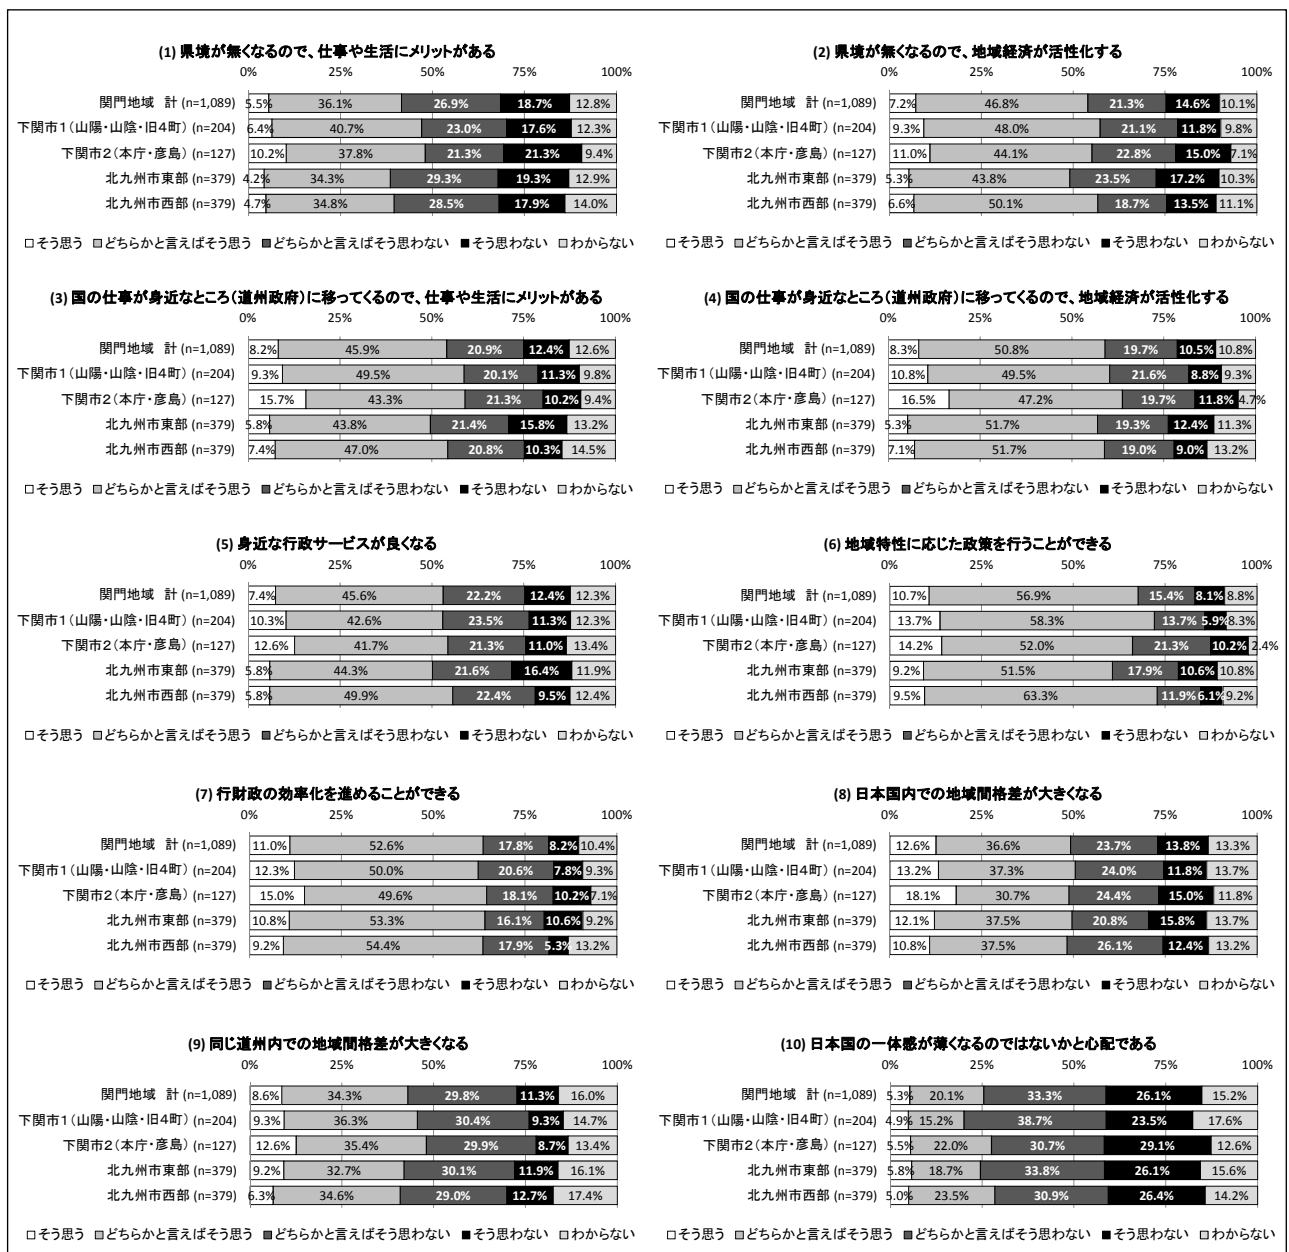 (1) 県境が無くなるので、仕事や生活にメリットがある
0% 25% 50% 75% 100%
関門地域 計 (n=1,089) 5.5% 36.1% 26.9% 18.7% 12.8%
下関市1(山陽・山陰・旧4町) (n=204) 6.4% 40.7% 23.0% 17.6% 12.3%
下関市2(本庁・彦島) (n=127) 10.2% 37.8% 21.3% 21.3% 9.4%
北九州市東部 (n=379) 4.2% 34.3% 29.3% 19.3% 12.9%
北九州市西部 (n=379) 4.7% 34.8% 28.5% 17.9% 14.0%
□そう思う ■どちらかと言えばそう思う ■どちらかと言えばそう思わない ■そう思わない □わからない
(2) 県境が無くなるので、地域経済が活性化する
0% 25% 50% 75% 100%
関門地域 計 (n=1,089) 7.2% 46.8% 21.3% 14.6% 10.1%
下関市1(山陽・山陰・旧4町) (n=204) 9.3% 48.0% 21.1% 11.8% 9.8%
下関市2(本庁・彦島) (n=127) 11.0% 44.1% 22.8% 15.0% 7.1%
北九州市東部 (n=379) 5.3% 43.8% 23.5% 17.2% 10.3%
北九州市西部 (n=379) 6.6% 50.1% 18.7% 13.5% 11.1%
□そう思う ■どちらかと言えばそう思う ■どちらかと言えばそう思わない ■そう思わない □わからない
(3) 国の仕事が身近なところ(道州政府)に移ってくるので、仕事や生活にメリットがある
0% 25% 50% 75% 100%
関門地域 計 (n=1,089) 8.2% 45.9% 20.9% 12.4% 12.6%
下関市1(山陽・山陰・旧4町) (n=204) 9.3% 49.5% 20.1% 11.3% 9.8%
下関市2(本庁・彦島) (n=127) 15.7% 43.3% 21.3% 10.2% 9.4%
北九州市東部 (n=379) 5.8% 43.8% 21.4% 15.8% 13.2%
北九州市西部 (n=379) 7.4% 47.0% 20.8% 10.3% 14.5%
□そう思う ■どちらかと言えばそう思う ■どちらかと言えばそう思わない ■そう思わない □わからない
(4) 国の仕事が身近なところ(道州政府)に移ってくるので、地域経済が活性化する
0% 25% 50% 75% 100%
関門地域 計 (n=1,089) 8.3% 50.8% 19.7% 10.5% 10.8%
下関市1(山陽・山陰・旧4町) (n=204) 10.8% 49.5% 21.6% 8.8% 9.3%
下関市2(本庁・彦島) (n=127) 16.5% 47.2% 19.7% 11.8% 4.7%
北九州市東部 (n=379) 5.3% 51.7% 19.3% 12.4% 11.3%
北九州市西部 (n=379) 7.1% 51.7% 19.0% 9.0% 13.2%
□そう思う ■どちらかと言えばそう思う ■どちらかと言えばそう思わない ■そう思わない □わからない
(5) 身近な行政サービスが良くなる
0% 25% 50% 75% 100%
関門地域 計 (n=1,089) 7.4% 45.6% 22.2% 12.4% 12.3%
下関市1(山陽・山陰・旧4町) (n=204) 10.3% 42.6% 23.5% 11.3% 12.3%
下関市2(本庁・彦島) (n=127) 12.6% 41.7% 21.3% 11.0% 13.4%
北九州市東部 (n=379) 5.8% 44.3% 21.6% 16.4% 11.9%
北九州市西部 (n=379) 5.8% 49.9% 22.4% 9.5% 12.4%
□そう思う ■どちらかと言えばそう思う ■どちらかと言えばそう思わない ■そう思わない □わからない
(6) 地域特性に応じた政策を行うことができる
0% 25% 50% 75% 100%
関門地域 計 (n=1,089) 10.7% 56.9% 15.4% 8.1% 8.8%
下関市1(山陽・山陰・旧4町) (n=204) 13.7% 58.3% 13.7% 5.9% 8.3%
下関市2(本庁・彦島) (n=127) 14.2% 52.0% 21.3% 10.2% 2.4%
北九州市東部 (n=379) 9.2% 51.5% 17.9% 10.6% 10.8%
北九州市西部 (n=379) 9.5% 63.3% 11.9% 6.1% 9.2%
□そう思う ■どちらかと言えばそう思う ■どちらかと言えばそう思わない ■そう思わない □わからない
(7) 行財政の効率化を進めることができる
0% 25% 50% 75% 100%
関門地域 計 (n=1,089) 11.0% 52.6% 17.8% 8.2% 10.4%
下関市1(山陽・山陰・旧4町) (n=204) 12.3% 50.0% 20.6% 7.8% 9.3%
下関市2(本庁・彦島) (n=127) 15.0% 49.6% 18.1% 10.2% 7.1%
北九州市東部 (n=379) 10.8% 53.3% 16.1% 10.6% 9.2%
北九州市西部 (n=379) 9.2% 54.4% 17.9% 5.3% 13.2%
□そう思う ■どちらかと言えばそう思う ■どちらかと言えばそう思わない ■そう思わない □わからない
(8) 日本国内での地域間格差が大きくなる
0% 25% 50% 75% 100%
関門地域 計 (n=1,089) 12.6% 36.6% 23.7% 13.8% 13.3%
下関市1(山陽・山陰・旧4町) (n=204) 13.2% 37.3% 24.0% 11.8% 13.7%
下関市2(本庁・彦島) (n=127) 18.1% 30.7% 24.4% 15.0% 11.8%
北九州市東部 (n=379) 12.1% 37.5% 20.8% 15.8% 13.7%
北九州市西部 (n=379) 10.8% 37.5% 26.1% 12.4% 13.2%
□そう思う ■どちらかと言えばそう思う ■どちらかと言えばそう思わない ■そう思わない □わからない
(9) 同じ道州内での地域間格差が大きくなる
0% 25% 50% 75% 100%
関門地域 計 (n=1,089) 8.6% 34.3% 29.8% 11.3% 16.0%
下関市1(山陽・山陰・旧4町) (n=204) 9.3% 36.3% 30.4% 9.3% 14.7%
下関市2(本庁・彦島) (n=127) 12.6% 35.4% 29.9% 8.7% 13.4%
北九州市東部 (n=379) 9.2% 32.7% 30.1% 11.9% 16.1%
北九州市西部 (n=379) 6.3% 34.6% 29.0% 12.7% 17.4%
□そう思う ■どちらかと言えばそう思う ■どちらかと言えばそう思わない ■そう思わない □わからない
(10) 日本国の一体感が薄くなるのではないかと心配である
0% 25% 50% 75% 100%
関門地域 計 (n=1,089) 5.3% 20.1% 33.3% 26.1% 15.2%
下関市1(山陽・山陰・旧4町) (n=204) 4.9% 15.2% 38.7% 23.5% 17.6%
下関市2(本庁・彦島) (n=127) 5.5% 22.0% 30.7% 29.1% 12.6%
北九州市東部 (n=379) 5.8% 18.7% 33.8% 26.1% 15.6%
北九州市西部 (n=379) 5.0% 23.5% 30.9% 26.4% 14.2%
□そう思う ■どちらかと言えばそう思う ■どちらかと言えばそう思わない ■そう思わない □わからない